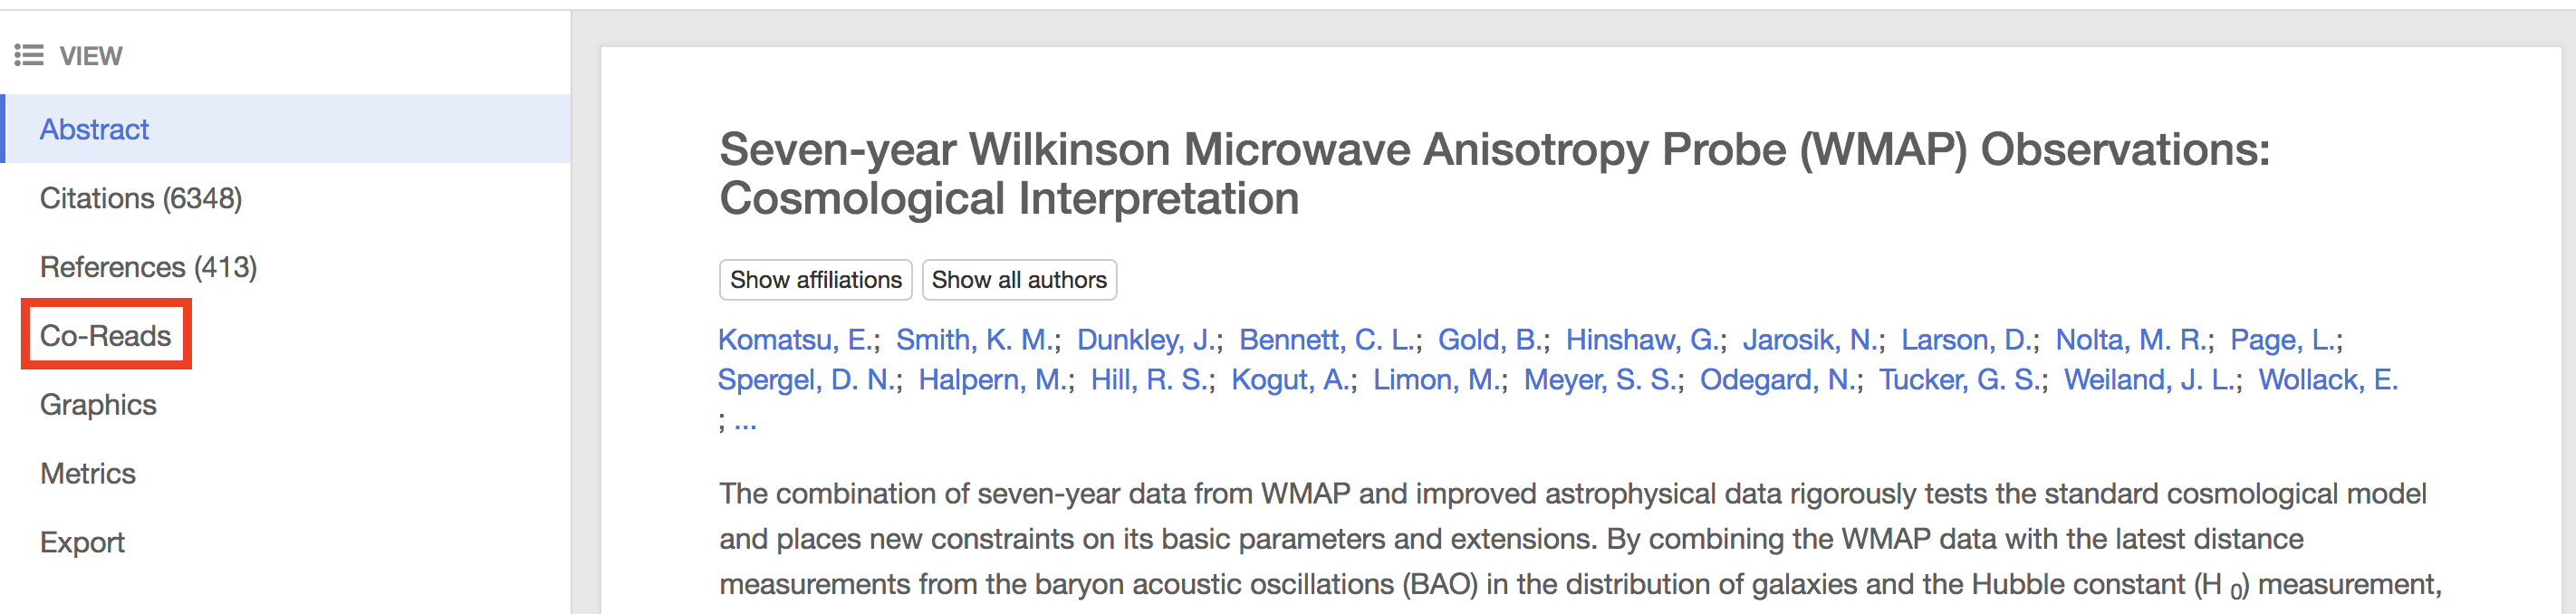 VIEW
Abstract
Citations (6348)
References (413)
Co-Reads
Graphics
Metrics
Export
Seven-year Wilkinson Microwave Anisotropy Probe (WMAP) Observations:
Cosmological Interpretation
Show affiliations Show all authors
Komatsu, E.; Smith, K. M.; Dunkley, J.; Bennett, C. L.; Gold, B.; Hinshaw, G.; Jarosik, N.; Larson, D.; Nolta, M. R.; Page, L.;
Spergel, D. N.; Halpern, M.; Hill, R. S.; Kogut, A.; Limon, M.; Meyer, S. S.; Odegard, N.; Tucker, G. S.; Weiland, J. L.; Wollack, E.
; ...
The combination of seven-year data from WMAP and improved astrophysical data rigorously tests the standard cosmological model
and places new constraints on its basic parameters and extensions. By combining the WMAP data with the latest distance
measurements from the baryon acoustic oscillations (BAO) in the distribution of galaxies and the Hubble constant (H 0) measurement,